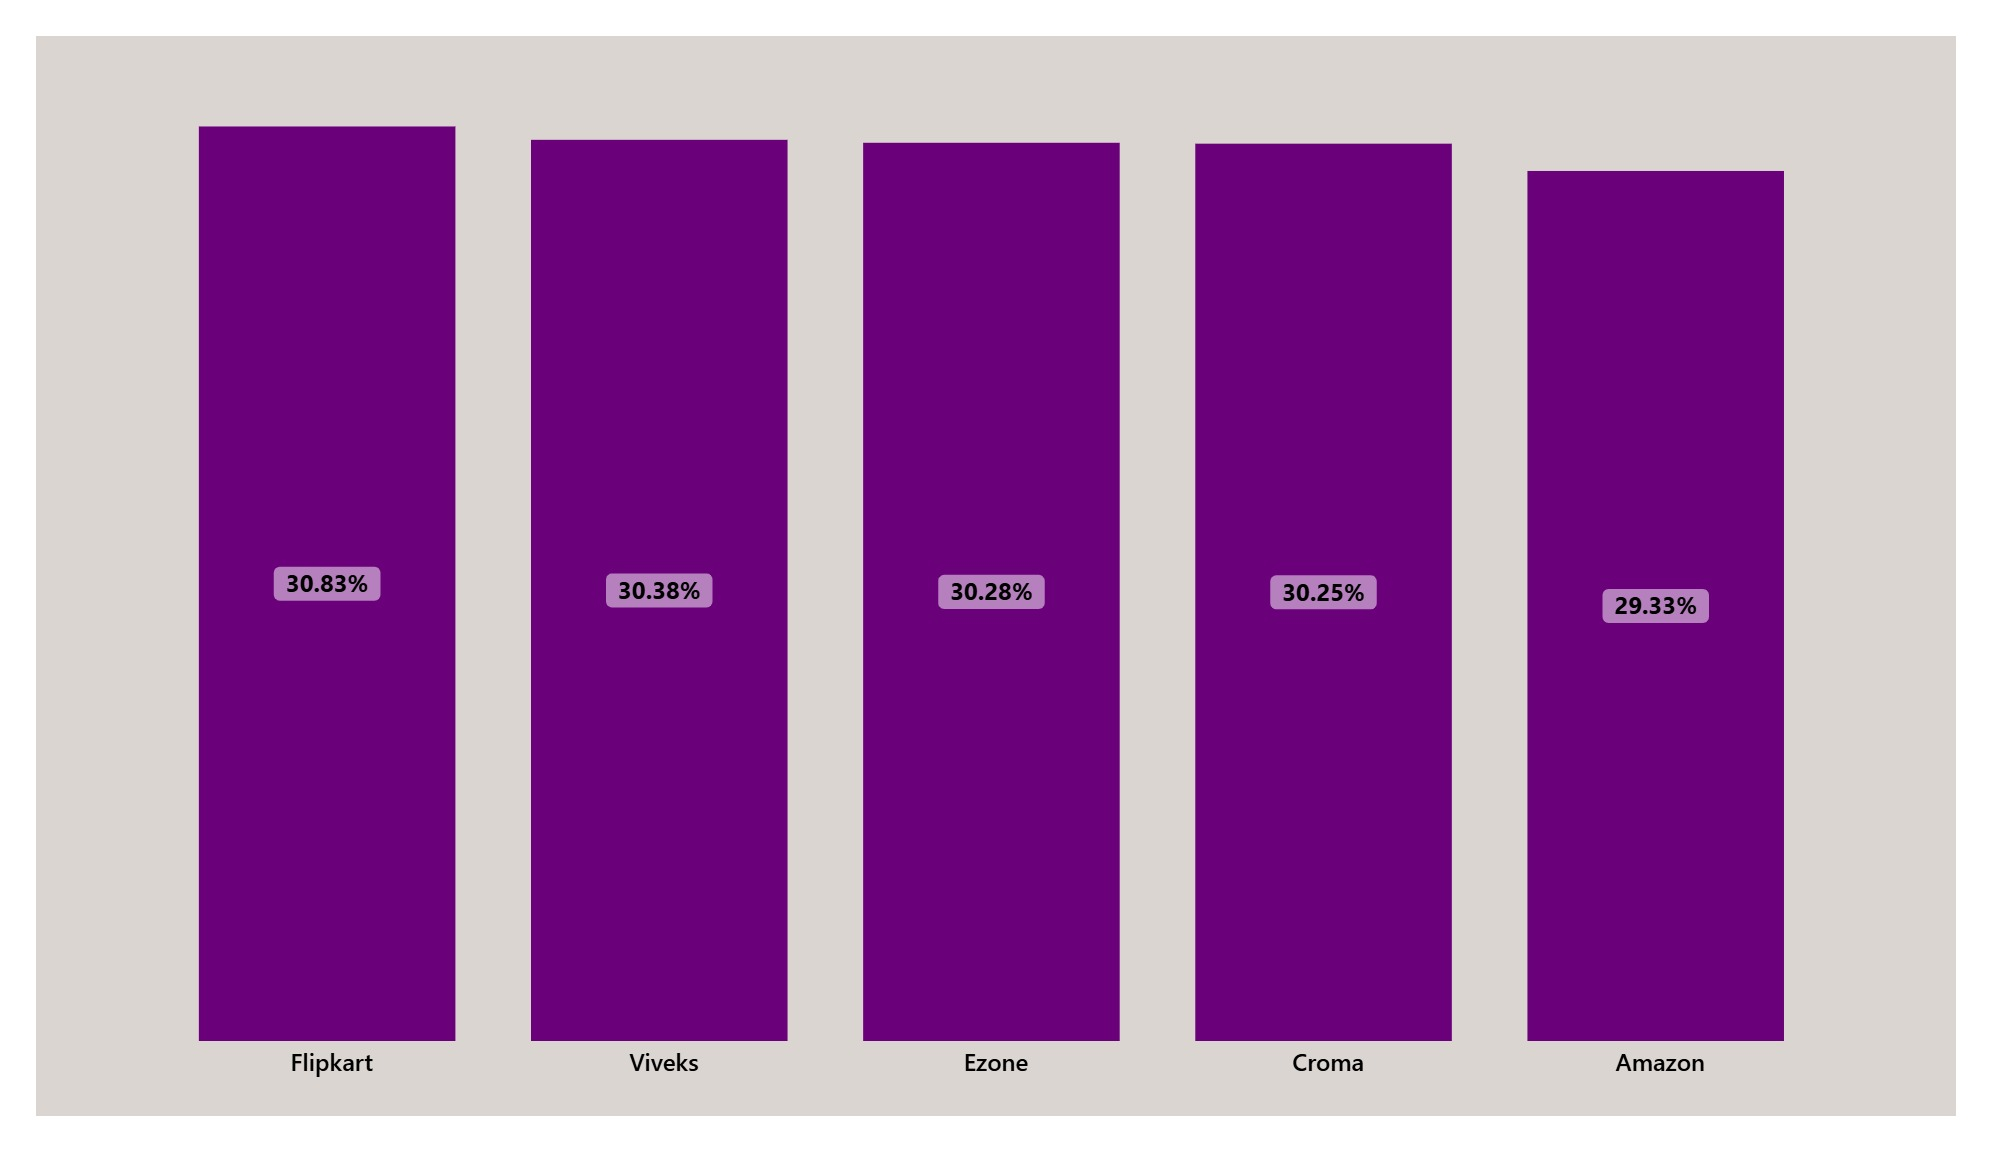 30.83%
30.38%
30.28%
30.25%
29.33%
Flipkart
Viveks
Ezone
Croma
Amazon